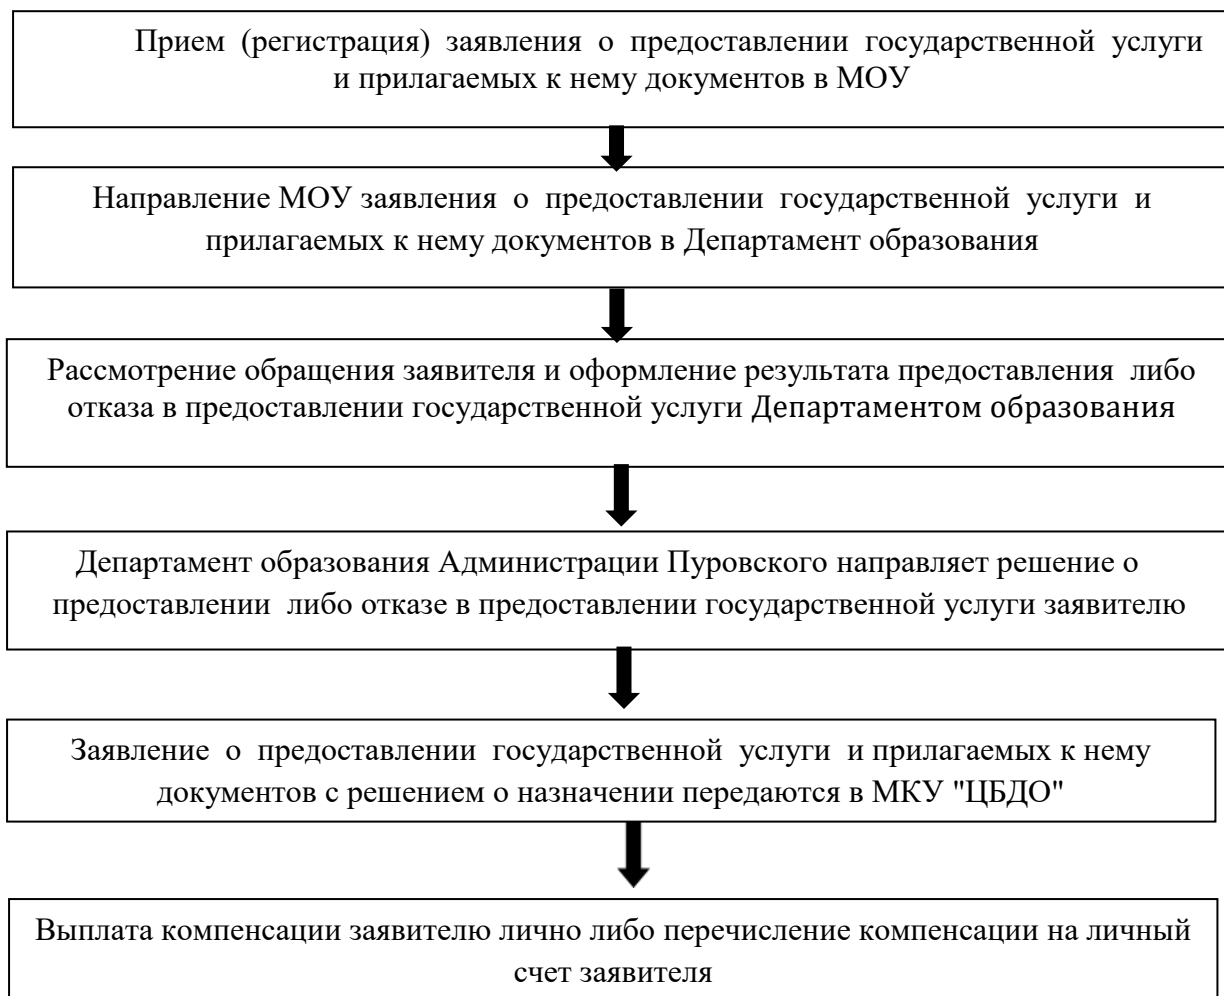 Прием (регистрация) заявления о предоставлении государственной услуги
и прилагаемых к нему документов в МОУ
Направление МОУ заявления о предоставлении государственной услуги и
прилагаемых к нему документов в Департамент образования
Рассмотрение обращения заявителя и оформление результата предоставления либо
отказа в предоставлении государственной услуги Департаментом образования
Департамент образования Администрации Пуровского направляет решение о
предоставлении либо отказе в предоставлении государственной услуги заявителю
Заявление о предоставлении государственной услуги и прилагаемых к нему
документов с решением о назначении передаются в МКУ "ЦБДО"
Выплата компенсации заявителю лично либо перечисление компенсации на личный
счет заявителя